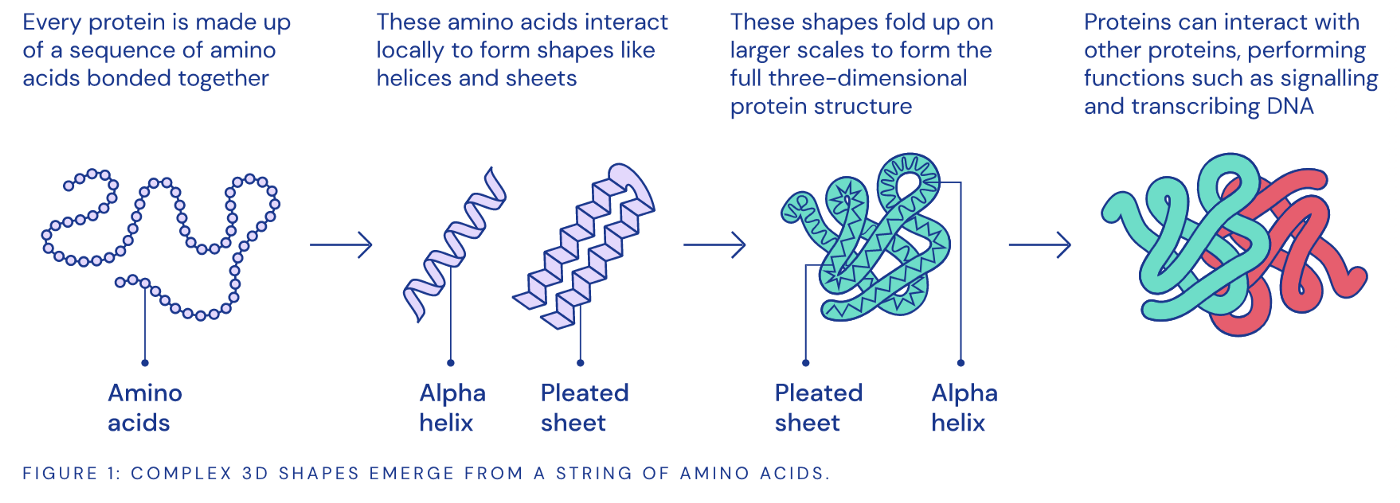 Every protein is made up
of a sequence of amino
acids bonded together
These amino acids interact
locally to form shapes like
helices and sheets
These shapes fold up on
larger scales to form the
full three-dimensional
protein structure
Proteins can interact with
other proteins, performing
functions such as signalling
and transcribing DNA
Amino
acids
Alpha
helix
Pleated
sheet
Pleated
sheet
Alpha
helix
FIGURE 1: COMPLEX 3D SHAPES EMERGE FROM A STRING OF AMINO ACIDS.